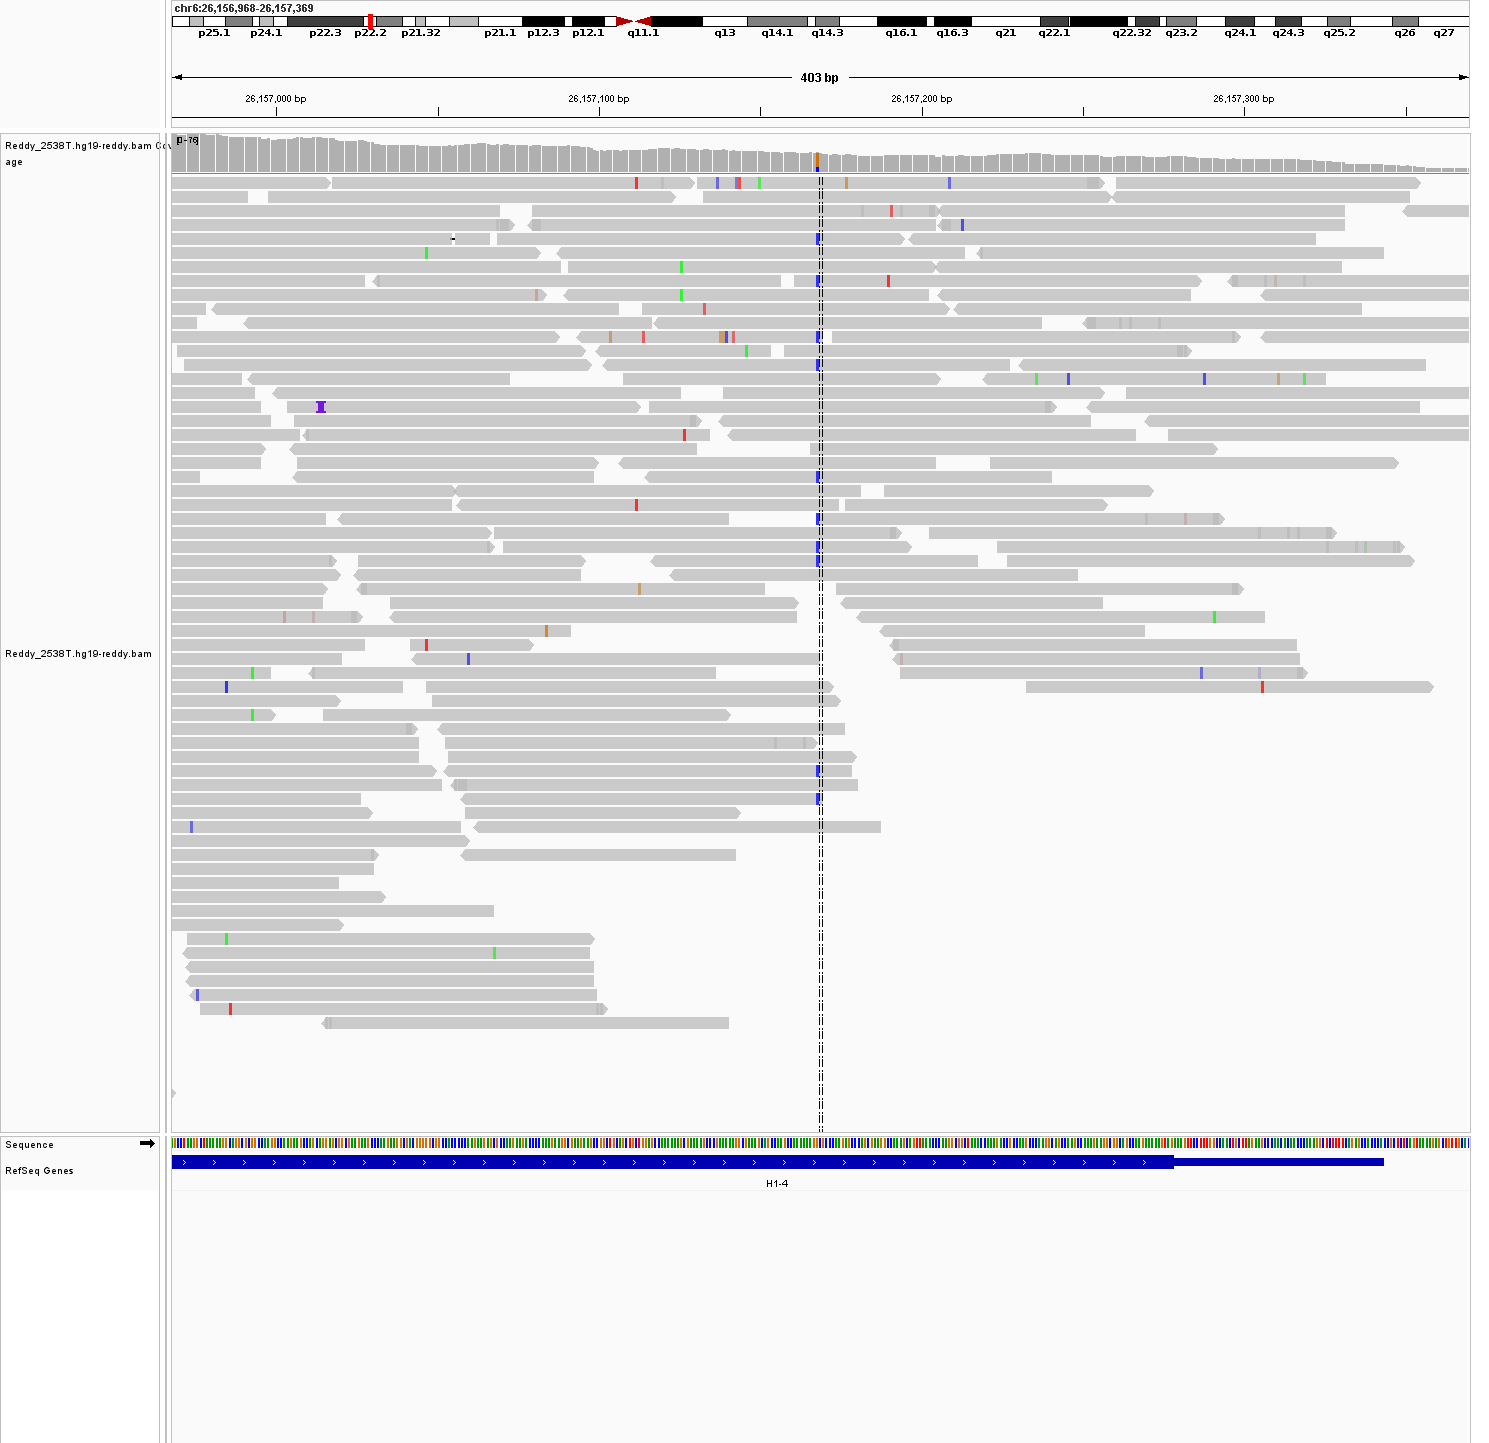 chr6:26,156,968-26,157,369
p25.1 p24.1 p22.3 p22.2 p21.32 p21.1 p12.3 p12.1 q11.1 q13 q14.1 q14.3 q16.1 q16.3 q21 q22.1 q22.32 q23.2 q24.1 q24.3 q25.2 q26 q27
403 bp
26,157,000 bp 26,157,100 bp 26,157,200 bp 26,157,300 bp
Reddy_2538T.hg19-reddy.bam Cov
age
Reddy_2538T.hg19-reddy.bam
Sequence
RefSeq Genes
H1-4